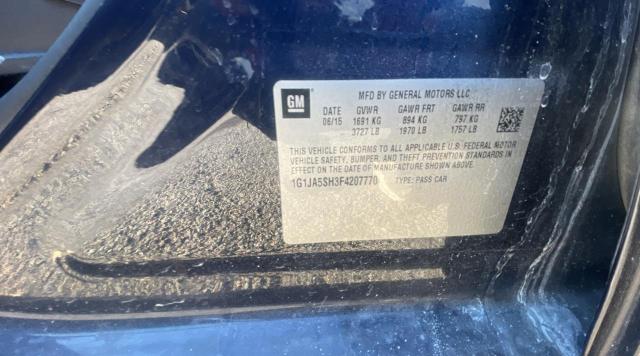 MFD BY GENERAL MOTORS LLC
GM
DATE GVWR GAWR FRT GAWR RR
06/15 1691 KG 894 KG 797 KG
3727 LB 1970 LB 1757 LB
THIS VEHICLE CONFORMS TO ALL APPLICABLE U.S. FEDERAL MOTOR
VEHICLE SAFETY, BUMPER, AND THEFT PREVENTION STANDARDS IN
EFFECT ON THE DATE OF MANUFACTURE SHOWN ABOVE.
1G1JA5SH3F4207770 TYPE: PASS CAR